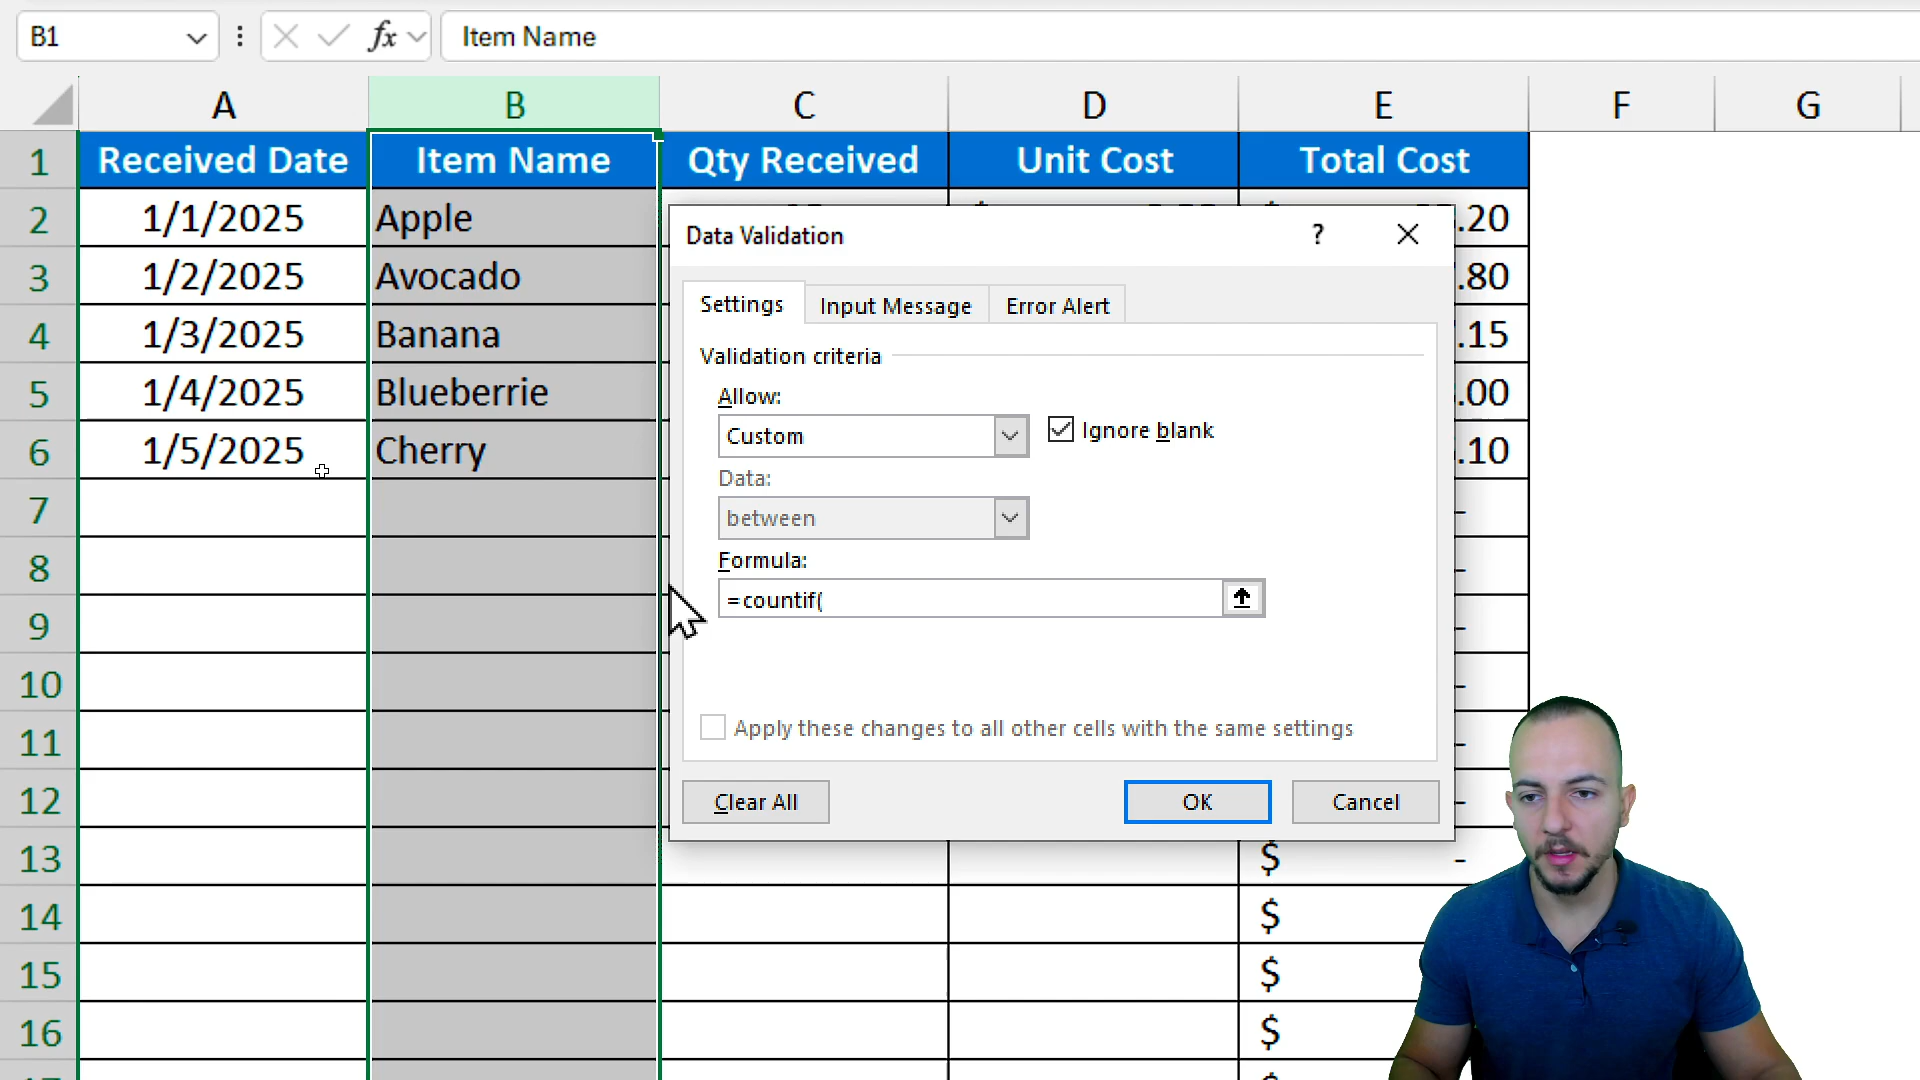 B1 fx Item Name
A B C D E F G
1 Received Date Item Name Qty Received Unit Cost Total Cost
2 1/1/2025 Apple .20
3 1/2/2025 Avocado .80
4 1/3/2025 Banana .15
5 1/4/2025 Blueberrie .00
6 1/5/2025 Cherry .10
7 -
8 -
9 -
10 -
11 -
12 -
13 $ -
14 $
15 $
16 $
Data Validation ?
Settings Input Message Error Alert
Validation criteria
Allow:
Custom Ignore blank
Data:
between
Formula:
=countif(
Apply these changes to all other cells with the same settings
Clear All OK Cancel